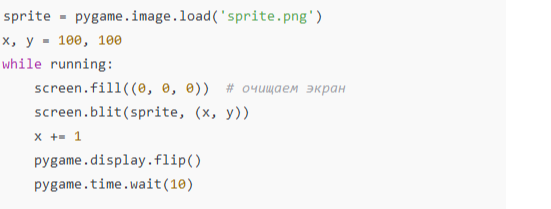 sprite = pygame.image.load('sprite.png')
x, y = 100, 100
while running:
    screen.fill((0, 0, 0))  # очищаем экран
    screen.blit(sprite, (x, y))
    x += 1
    pygame.display.flip()
    pygame.time.wait(10)